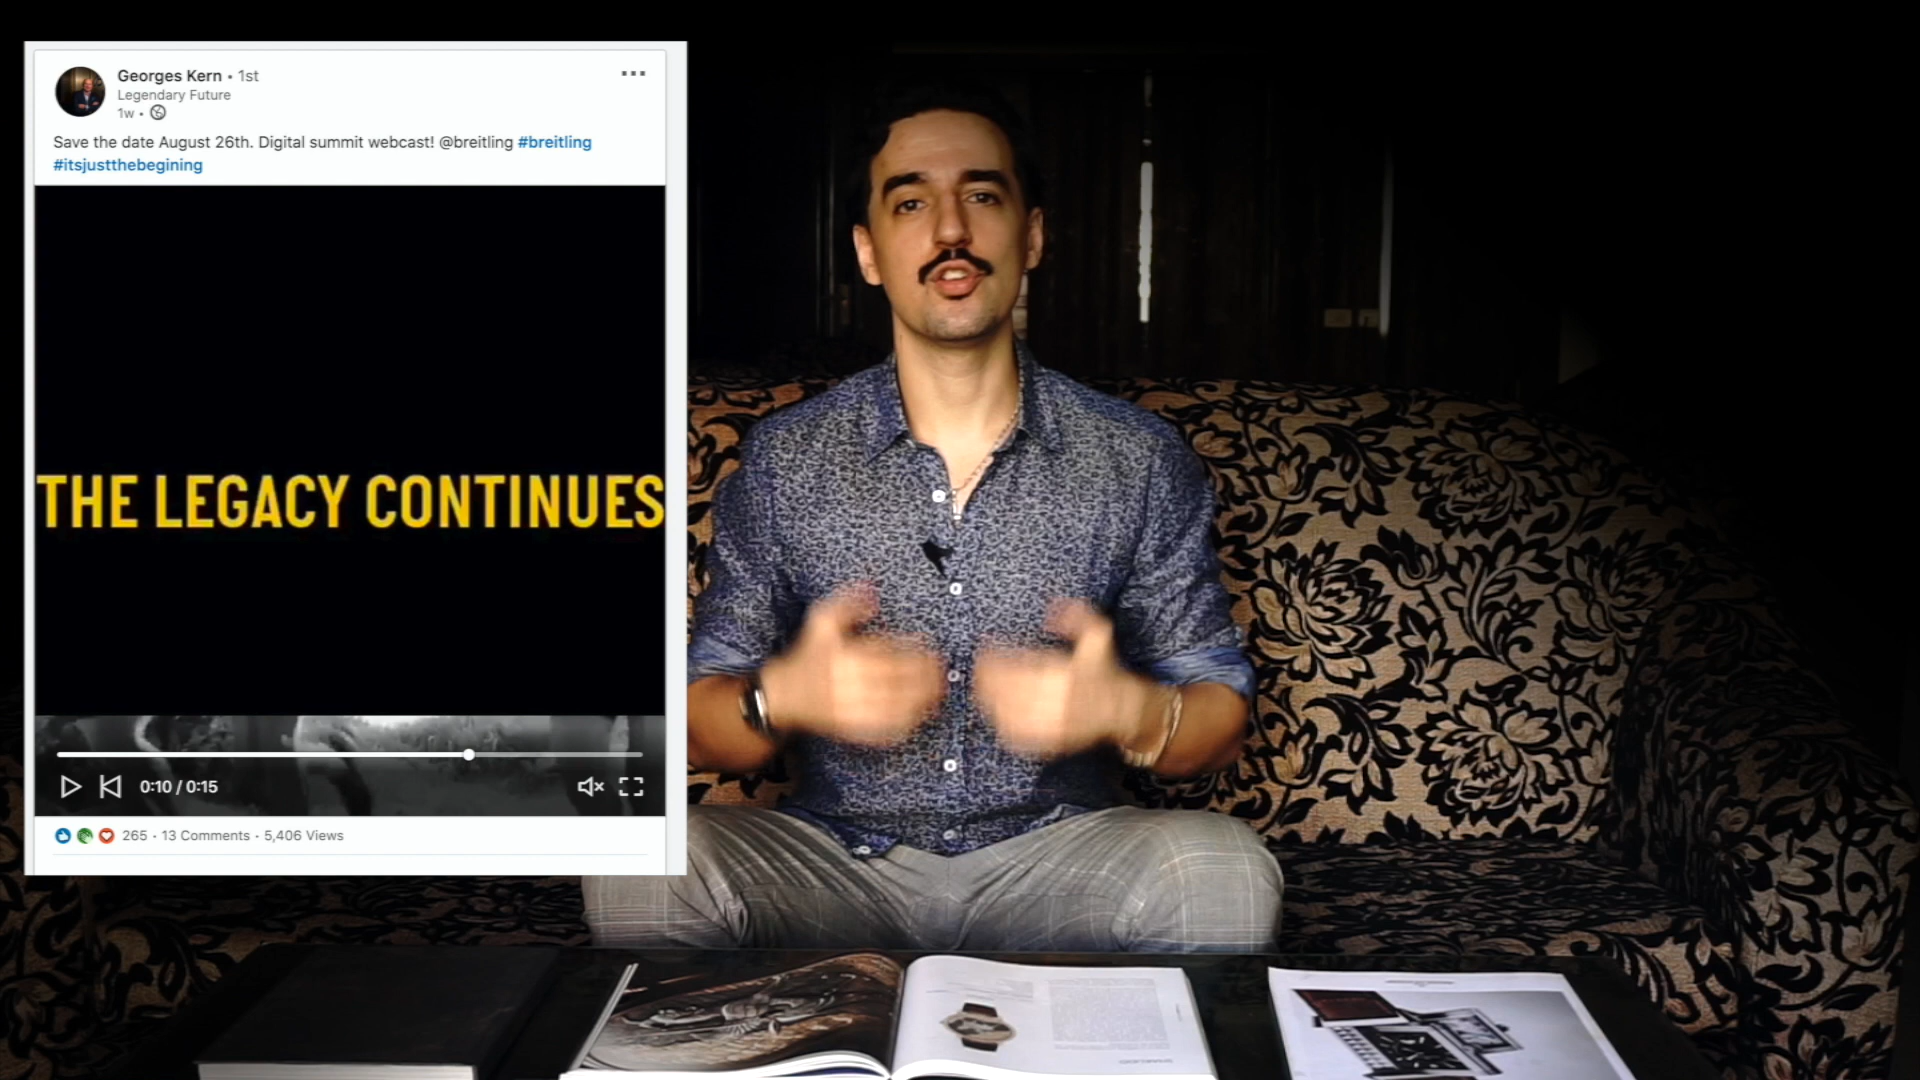 Georges Kern • 1st
Legendary Future
1w •
Save the date August 26th. Digital summit webcast! @breitling #breitling
#itsjustthebegining
THE LEGACY CONTINUES
0:10 / 0:15
265 · 13 Comments · 5,406 Views